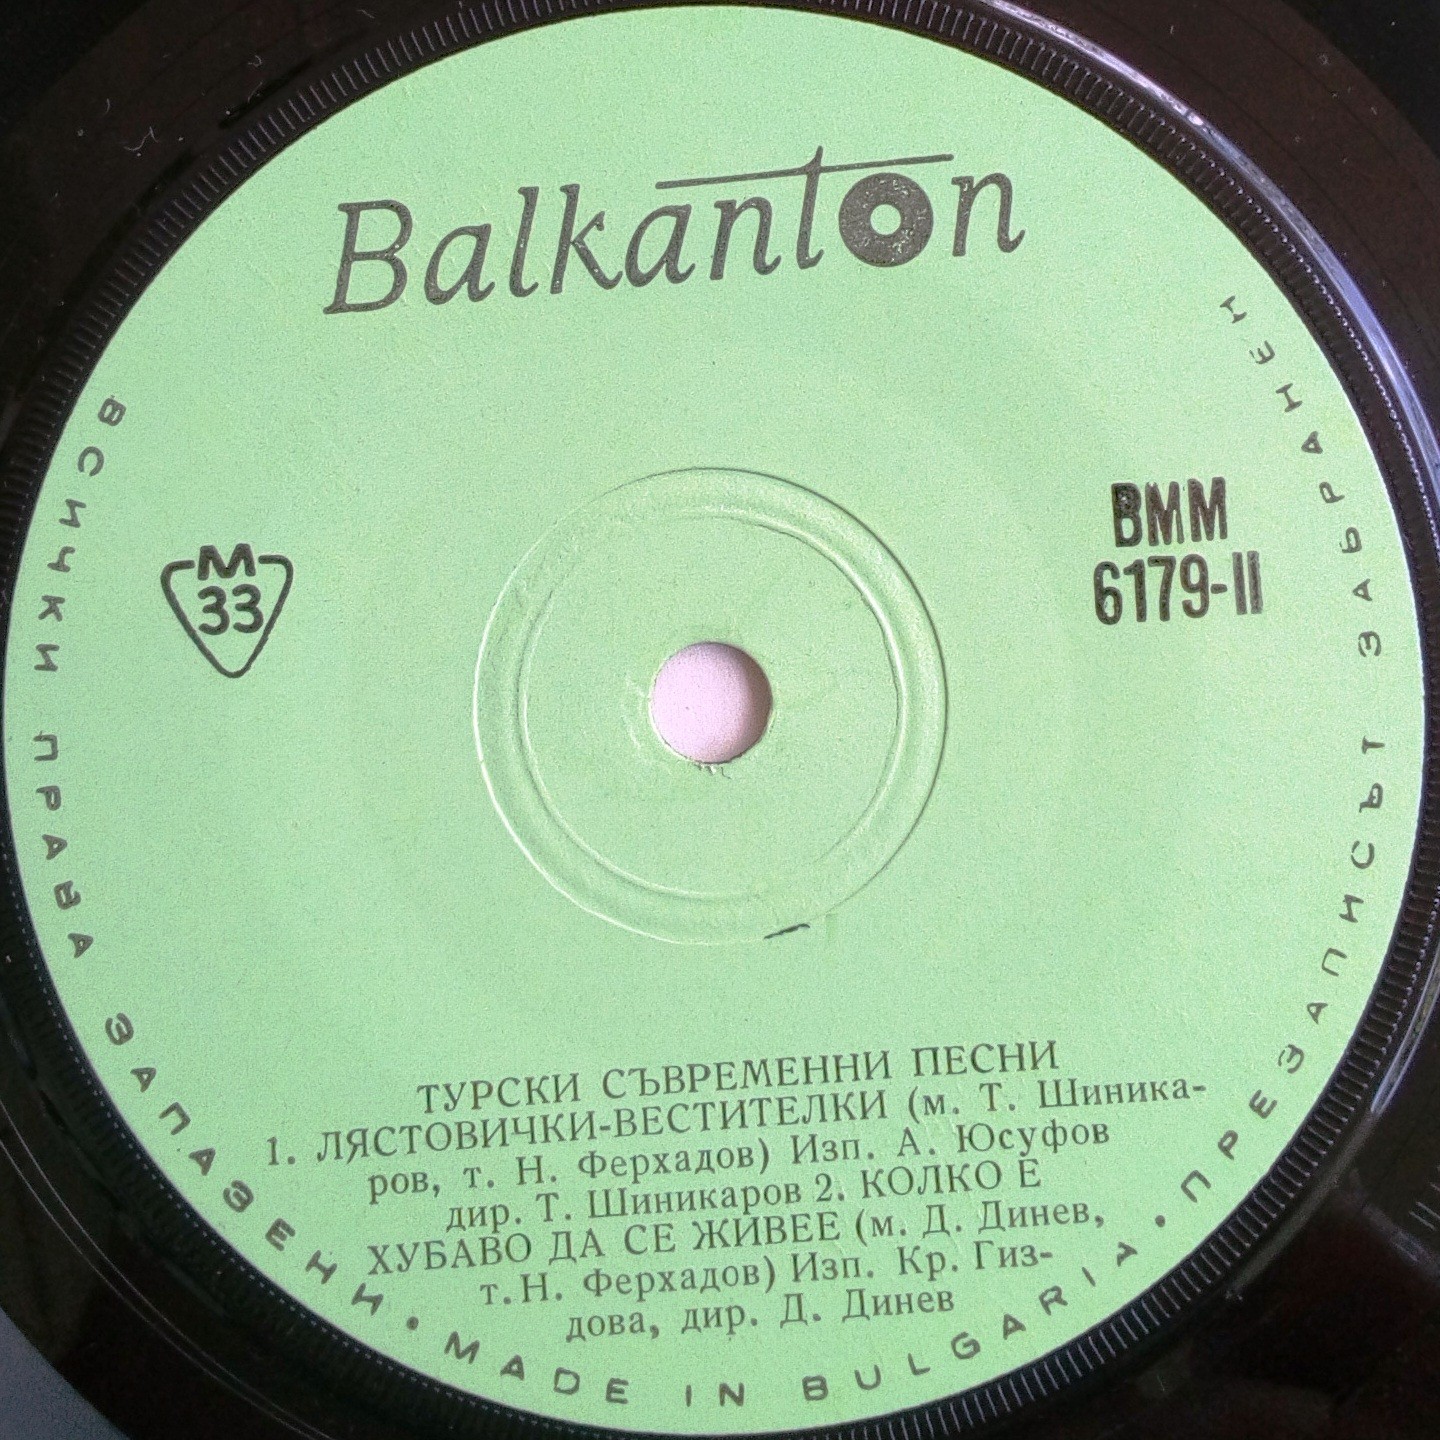 Balkanton
М
33
ВММ
6179-II
ТУРСКИ СЪВРЕМЕННИ ПЕСНИ
1. ЛЯСТОВИЧКИ-ВЕСТИТЕЛКИ (м. Т. Шиника-
ров, т. Н. Ферхадов) Изп. А. Юсуфов
дир. Т. Шиникаров 2. КОЛКО Е
ХУБАВО ДА СЕ ЖИВЕЕ (м. Д. Динев,
т. Н. Ферхадов) Изп. Кр. Гиз-
дова, дир. Д. Динев
ВСИЧКИ ПРАВА ЗАПАЗЕНИ • MADE IN BULGARIA • ПРЕЗАПИСЪТ ЗАБРАНЕН